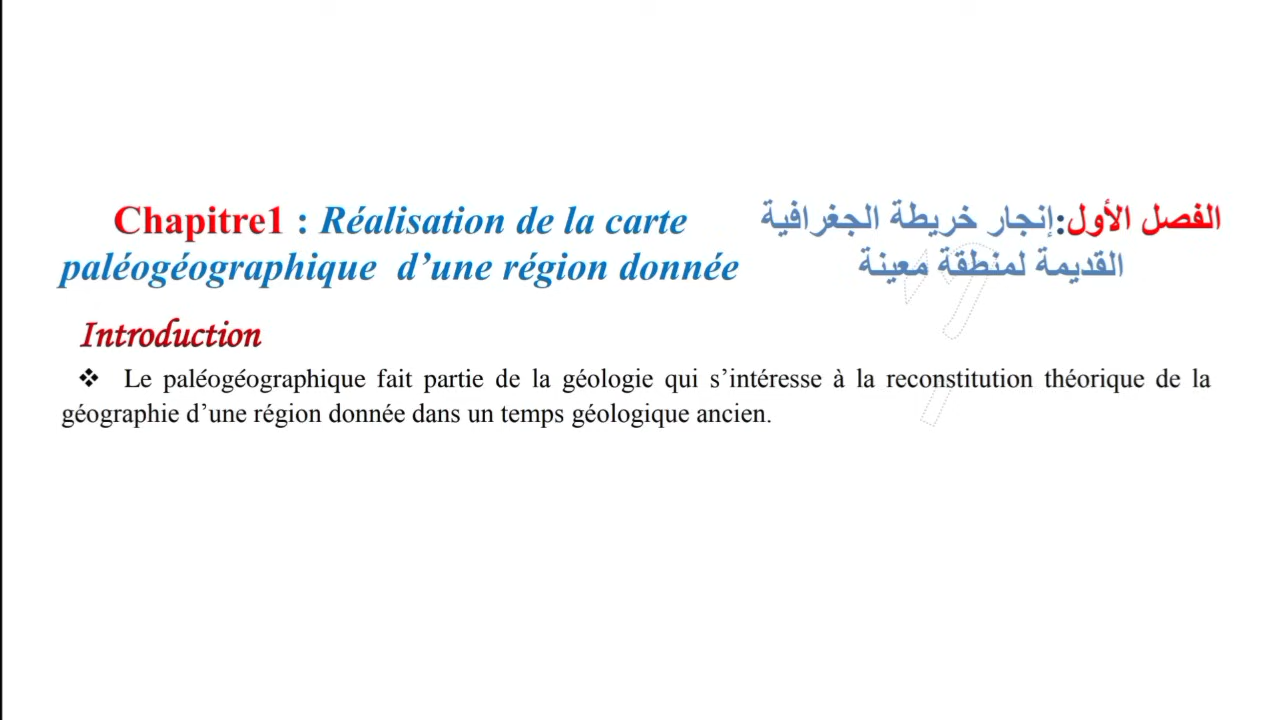 Chapitre1 : Réalisation de la carte
paléogéographique d’une région donnée
الفصل الأول:إنجار خريطة الجغرافية
القديمة لمنطقة معينة
Introduction
❖ Le paléogéographique fait partie de la géologie qui s’intéresse à la reconstitution théorique de la
géographie d’une région donnée dans un temps géologique ancien.